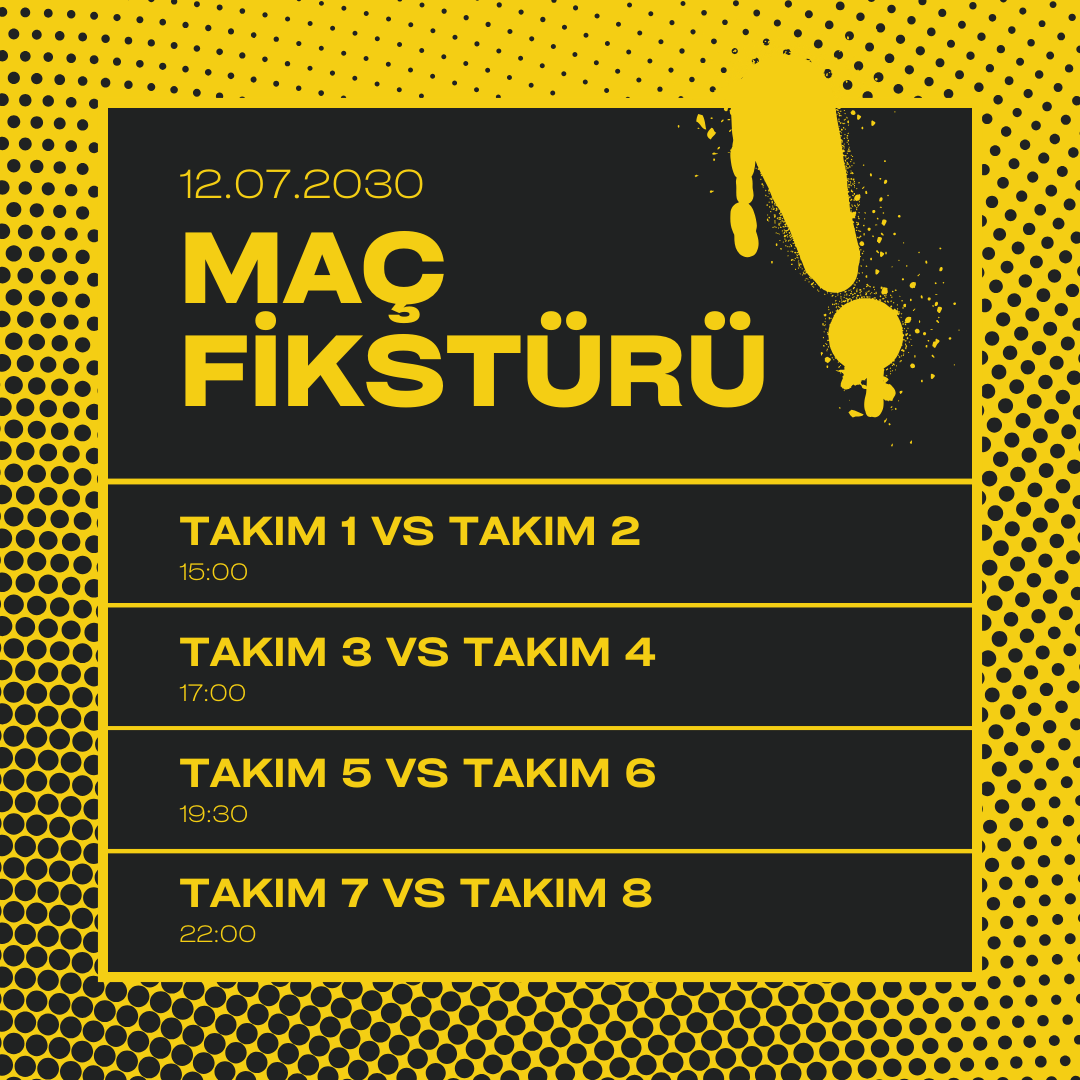 12.07.2030
MAÇ
FİKSTÜRÜ
TAKIM 1 VS TAKIM 2
15:00
TAKIM 3 VS TAKIM 4
17:00
TAKIM 5 VS TAKIM 6
19:30
TAKIM 7 VS TAKIM 8
22:00